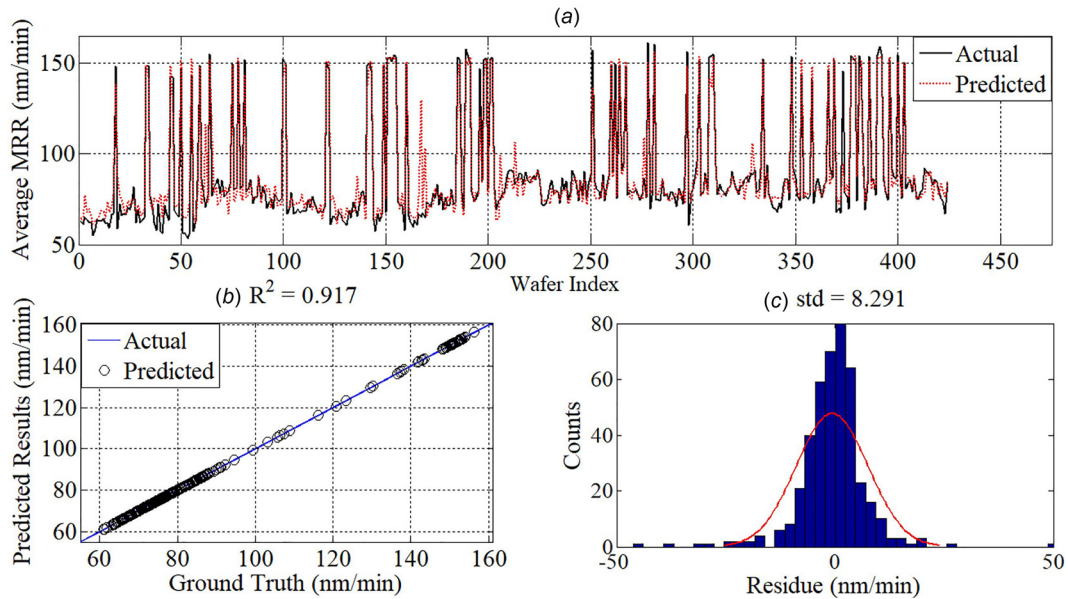 (a)
Average MRR (nm/min)
150
100
50
Actual
Predicted
0 50 100 150 200 250 300 350 400 450
Wafer Index
(b) R² = 0.917
Predicted Results (nm/min)
160
140
120
100
80
60
Actual
Predicted
60 80 100 120 140 160
Ground Truth (nm/min)
(c) std = 8.291
Counts
80
60
40
20
0
-50 0 50
Residue (nm/min)